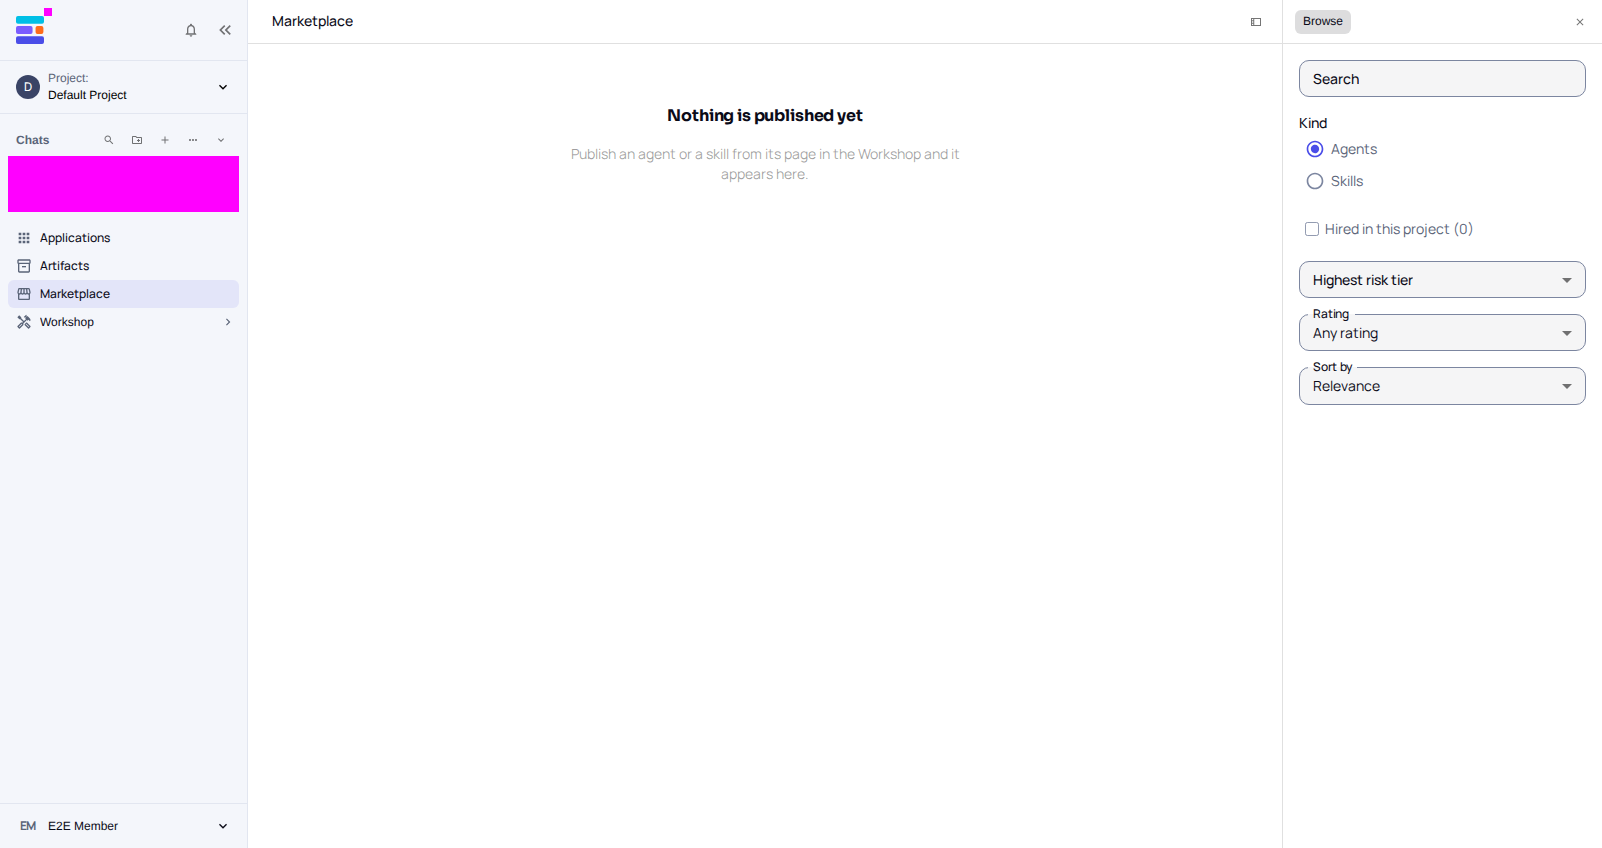 Project:
D
Default Project
Chats
Applications
Artifacts
Marketplace
Workshop
EM
E2E Member
Marketplace
Nothing is published yet
Publish an agent or a skill from its page in the Workshop and it
appears here.
Browse
Search
Kind
Agents
Skills
Hired in this project (0)
Highest risk tier
Rating
Any rating
Sort by
Relevance